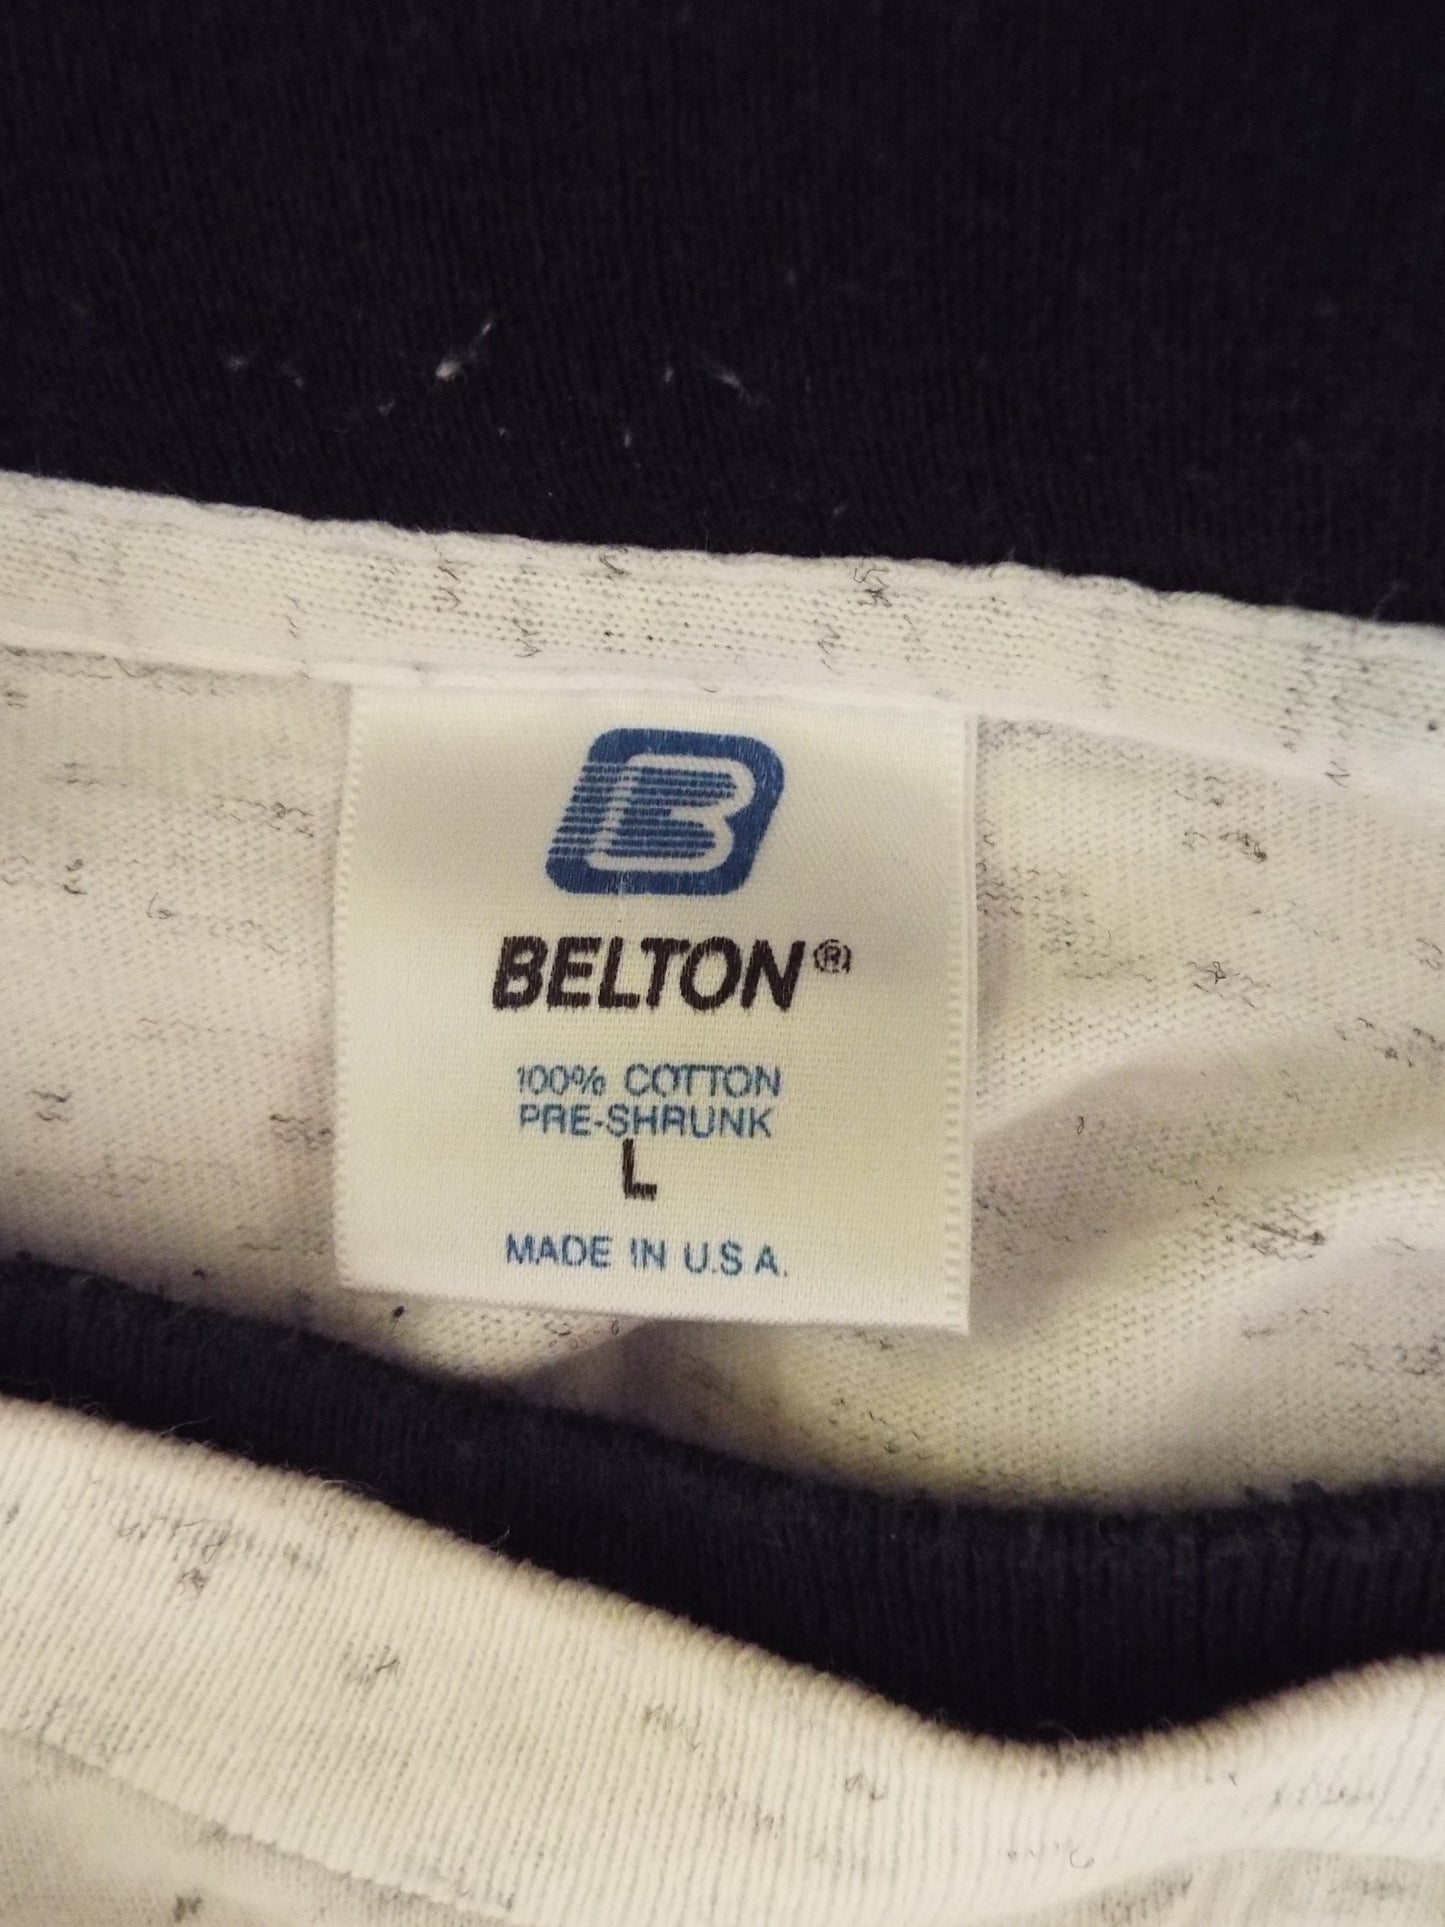 B
BELTON®
100% COTTON
PRE-SHRUNK
L
MADE IN U.S.A.